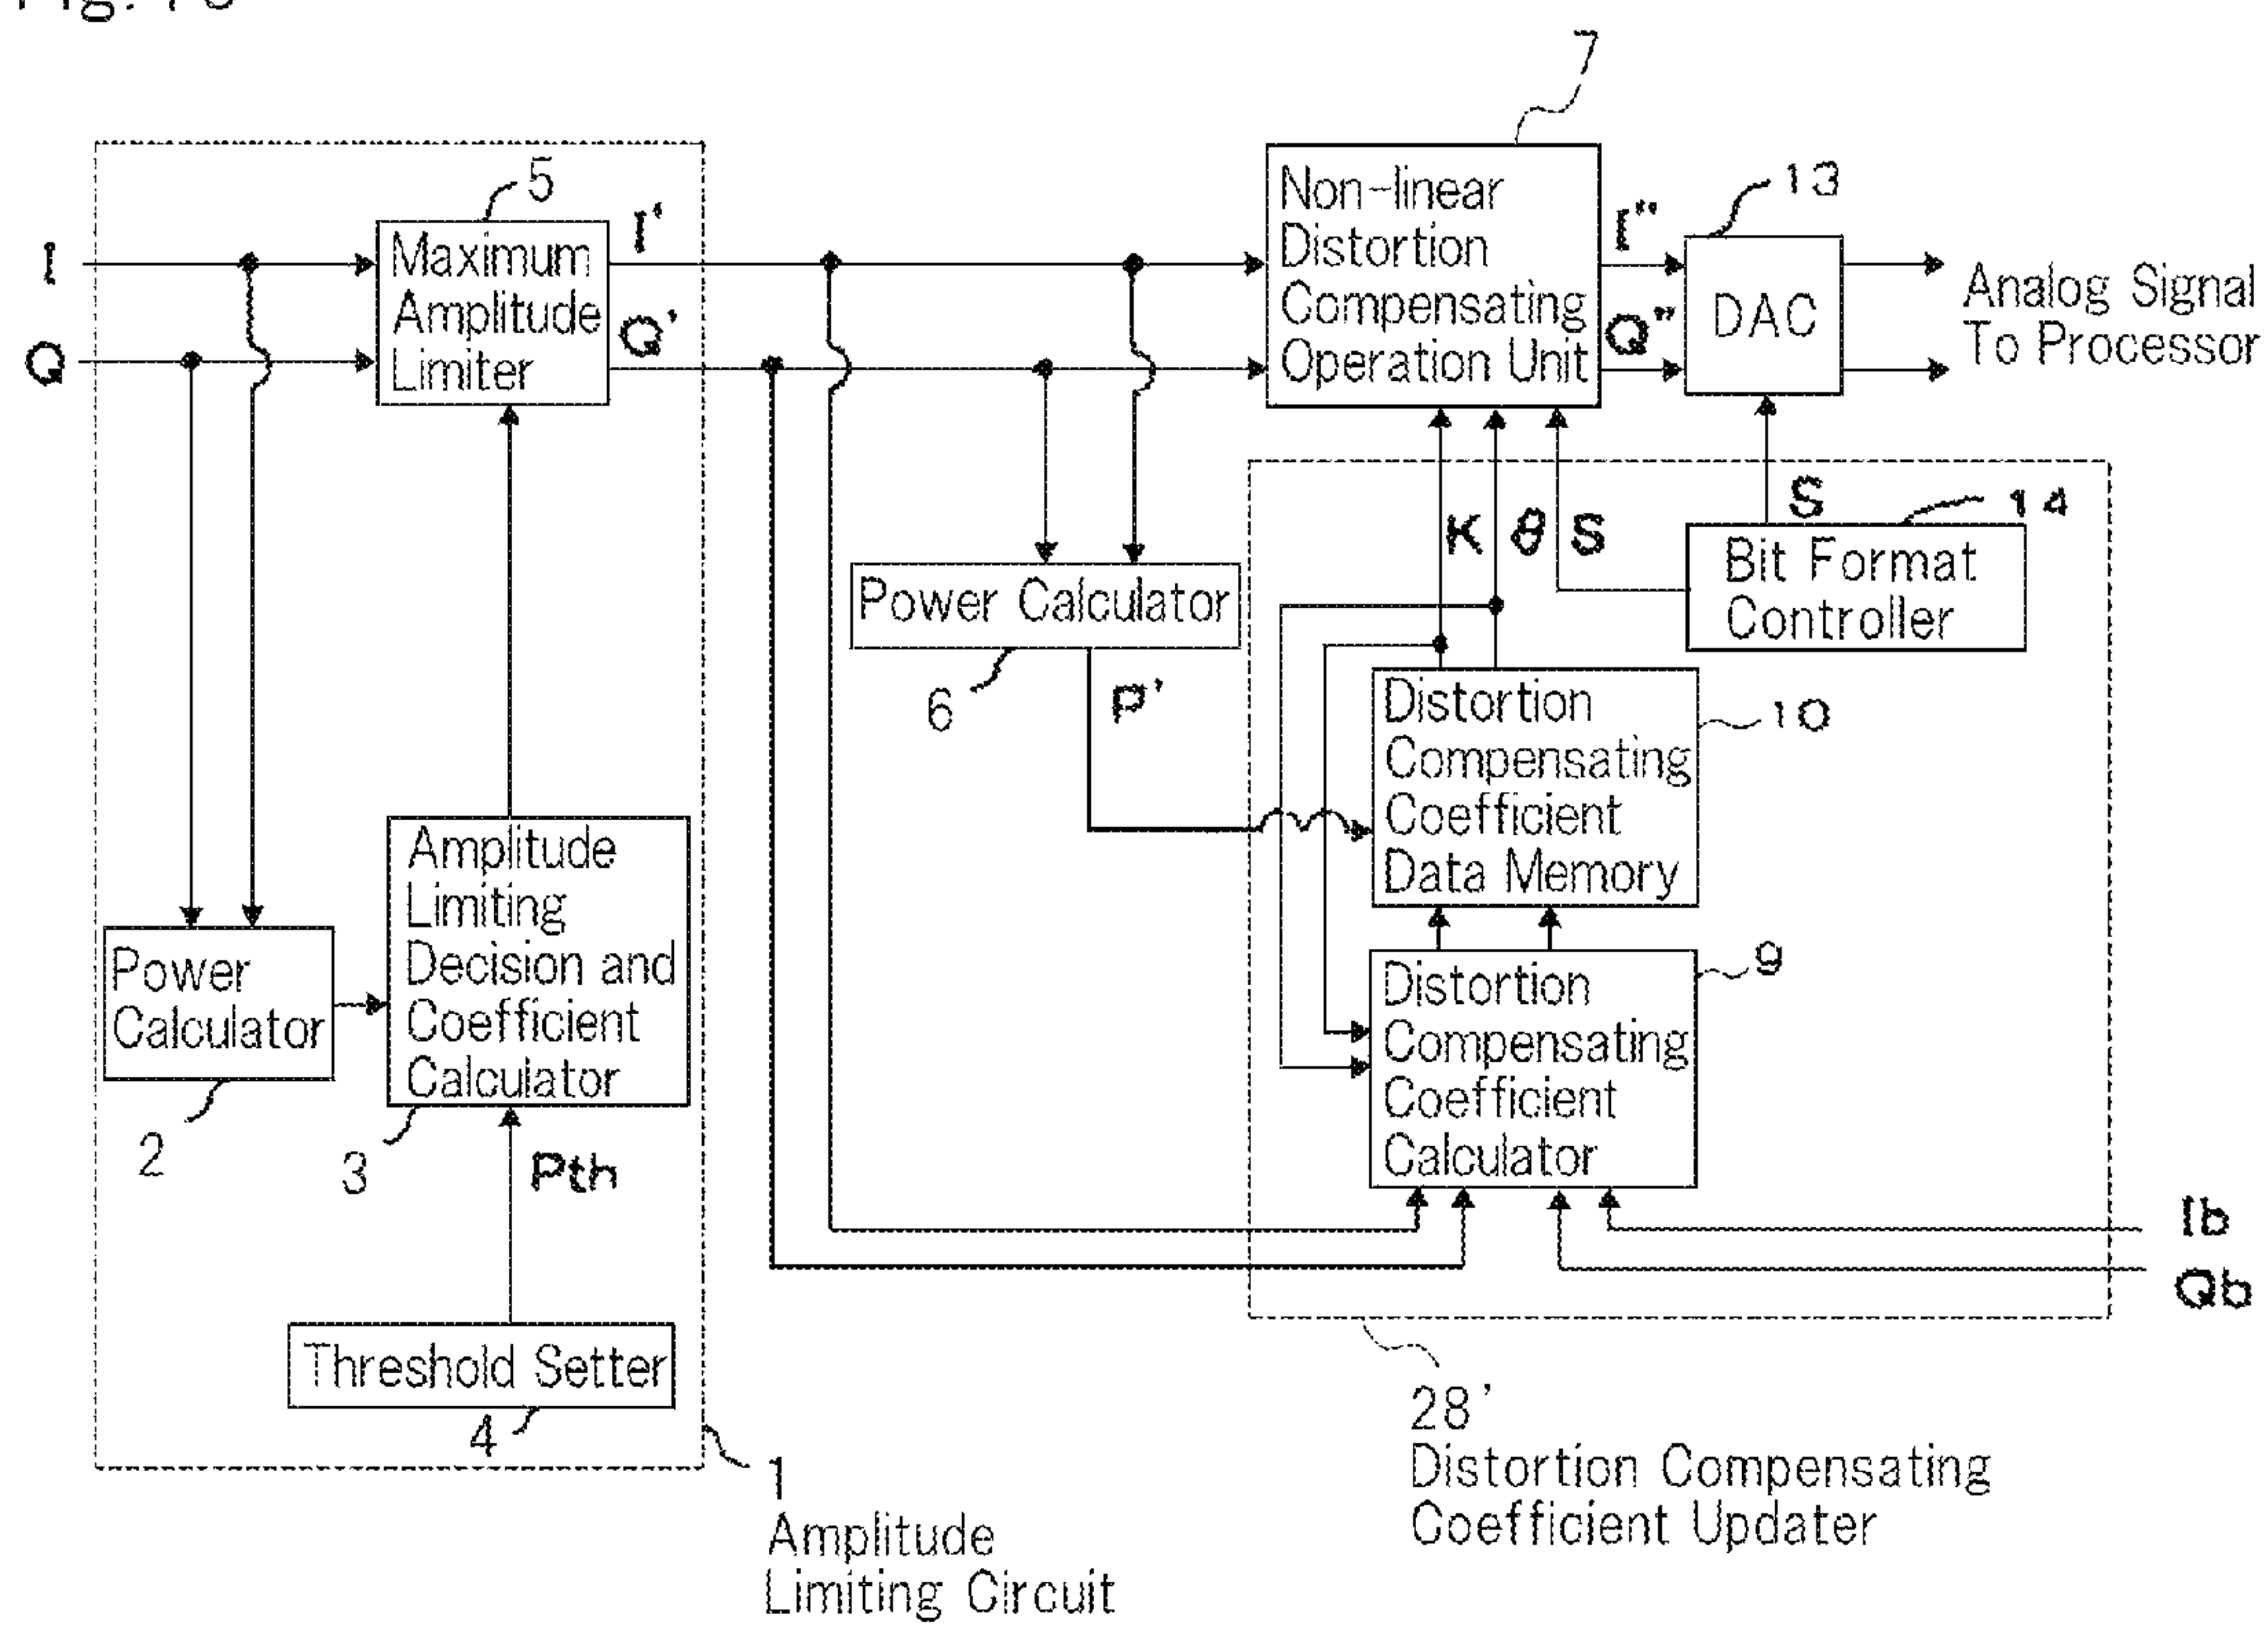 7
5
13
I
Q
Maximum
Amplitude
Limiter
I'
Q'
Non-linear
Distortion
Compensating
Operation Unit
I"
Q"
DAC
Analog Signal
To Processor
K θ S
S
14
Bit Format
Controller
Power Calculator
6
P'
Distortion
Compensating
Coefficient
Data Memory
10
Amplitude
Limiting
Decision and
Coefficient
Calculator
3
Power
Calculator
2
Distortion
Compensating
Coefficient
Calculator
9
Pth
Ib
Qb
Threshold Setter
4
1
Amplitude
Limiting Circuit
28'
Distortion Compensating
Coefficient Updater